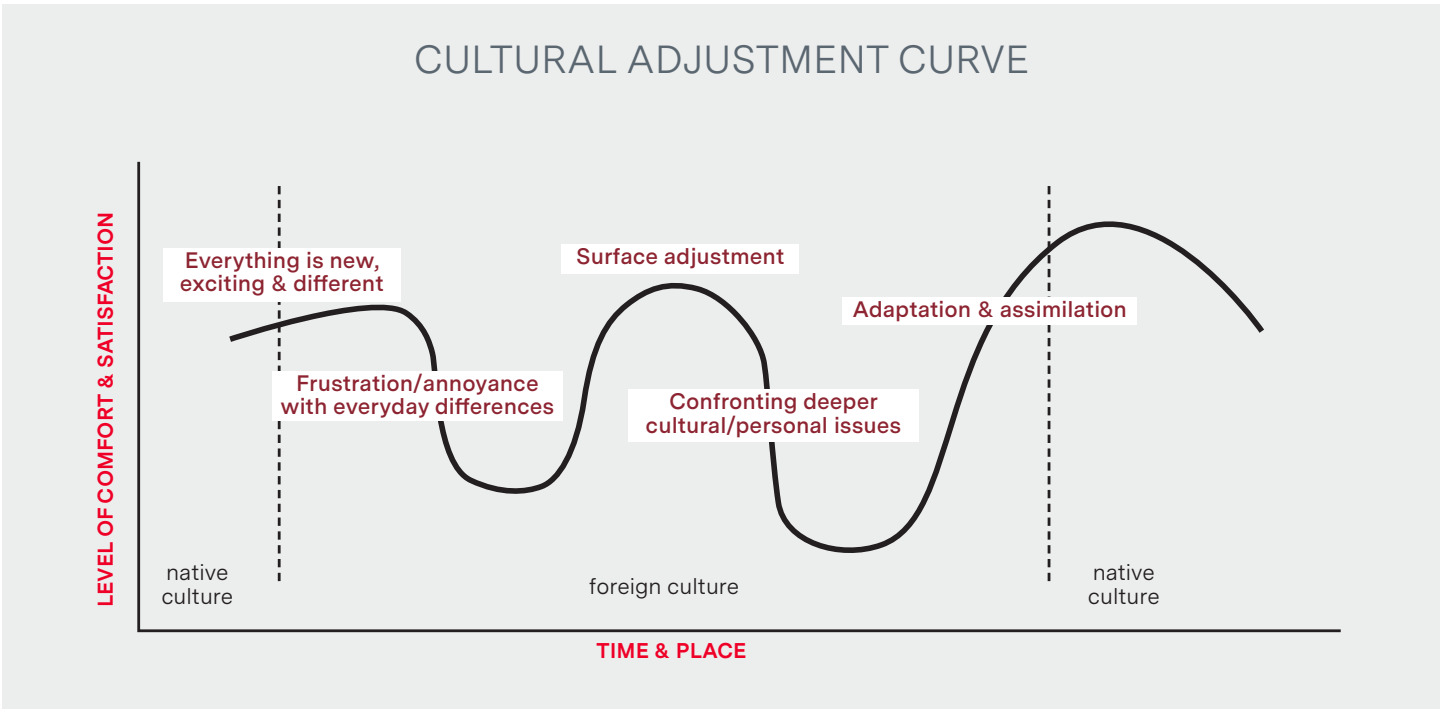 CULTURAL ADJUSTMENT CURVE
LEVEL OF COMFORT & SATISFACTION
Everything is new,
exciting & different
Frustration/annoyance
with everyday differences
Surface adjustment
Confronting deeper
cultural/personal issues
Adaptation & assimilation
native
culture
foreign culture
native
culture
TIME & PLACE